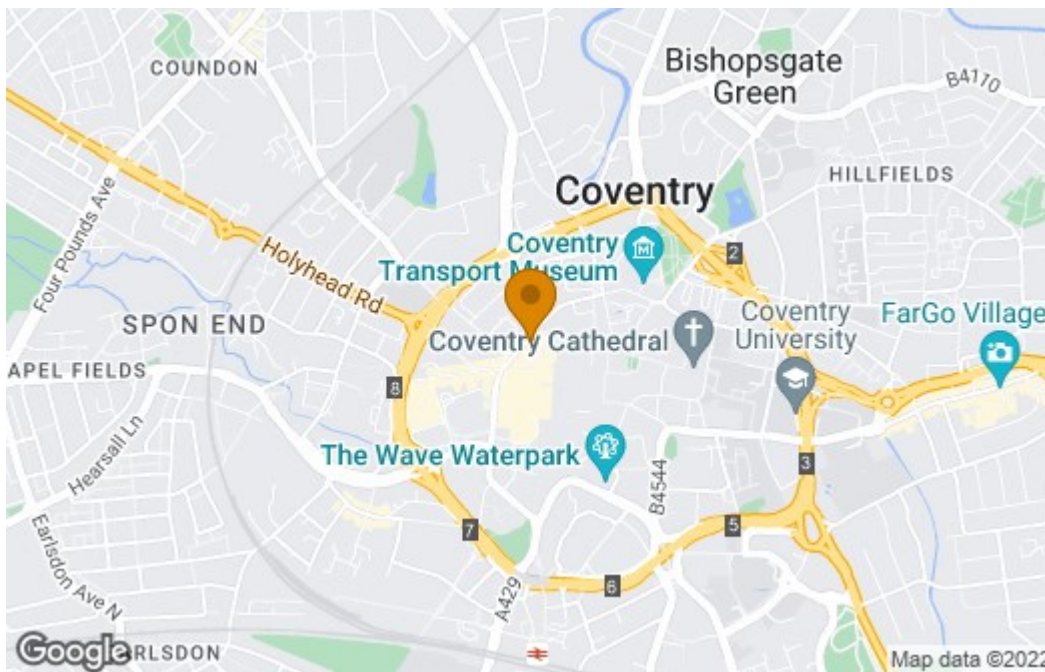 COUNDON
Bishopsgate
Green
B4110
HILLFIELDS
Coventry
Four Pounds Ave
Holyhead Rd
Coventry
Transport Museum
2
SPON END
Coventry Cathedral
Coventry
University
FarGo Village
APEL FIELDS
8
Hearsall Ln
The Wave Waterpark
B4544
3
Earlsdon Ave N
7
5
6
A429
Google
ARLSDON
Map data ©2022